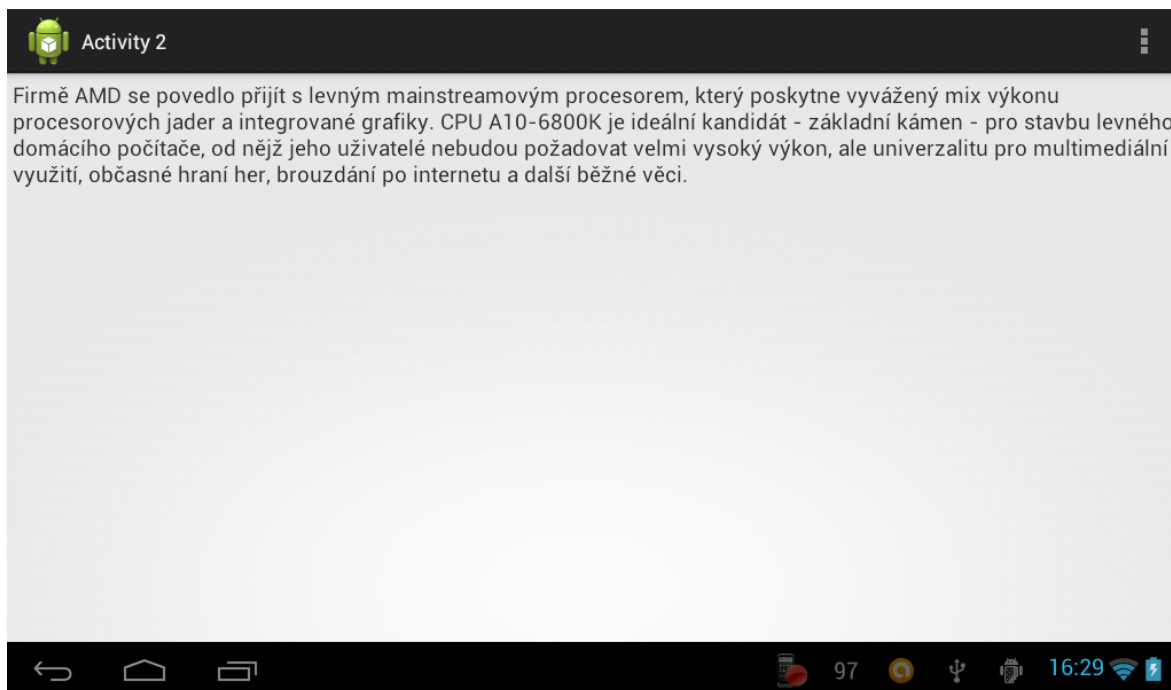 Activity 2
Firmě AMD se povedlo přijít s levným mainstreamovým procesorem, který poskytne vyvážený mix výkonu
procesorových jader a integrované grafiky. CPU A10-6800K je ideální kandidát - základní kámen - pro stavbu levného
domácího počítače, od nějž jeho uživatelé nebudou požadovat velmi vysoký výkon, ale univerzalitu pro multimediální
využití, občasné hraní her, brouzdání po internetu a další běžné věci.
97
16:29